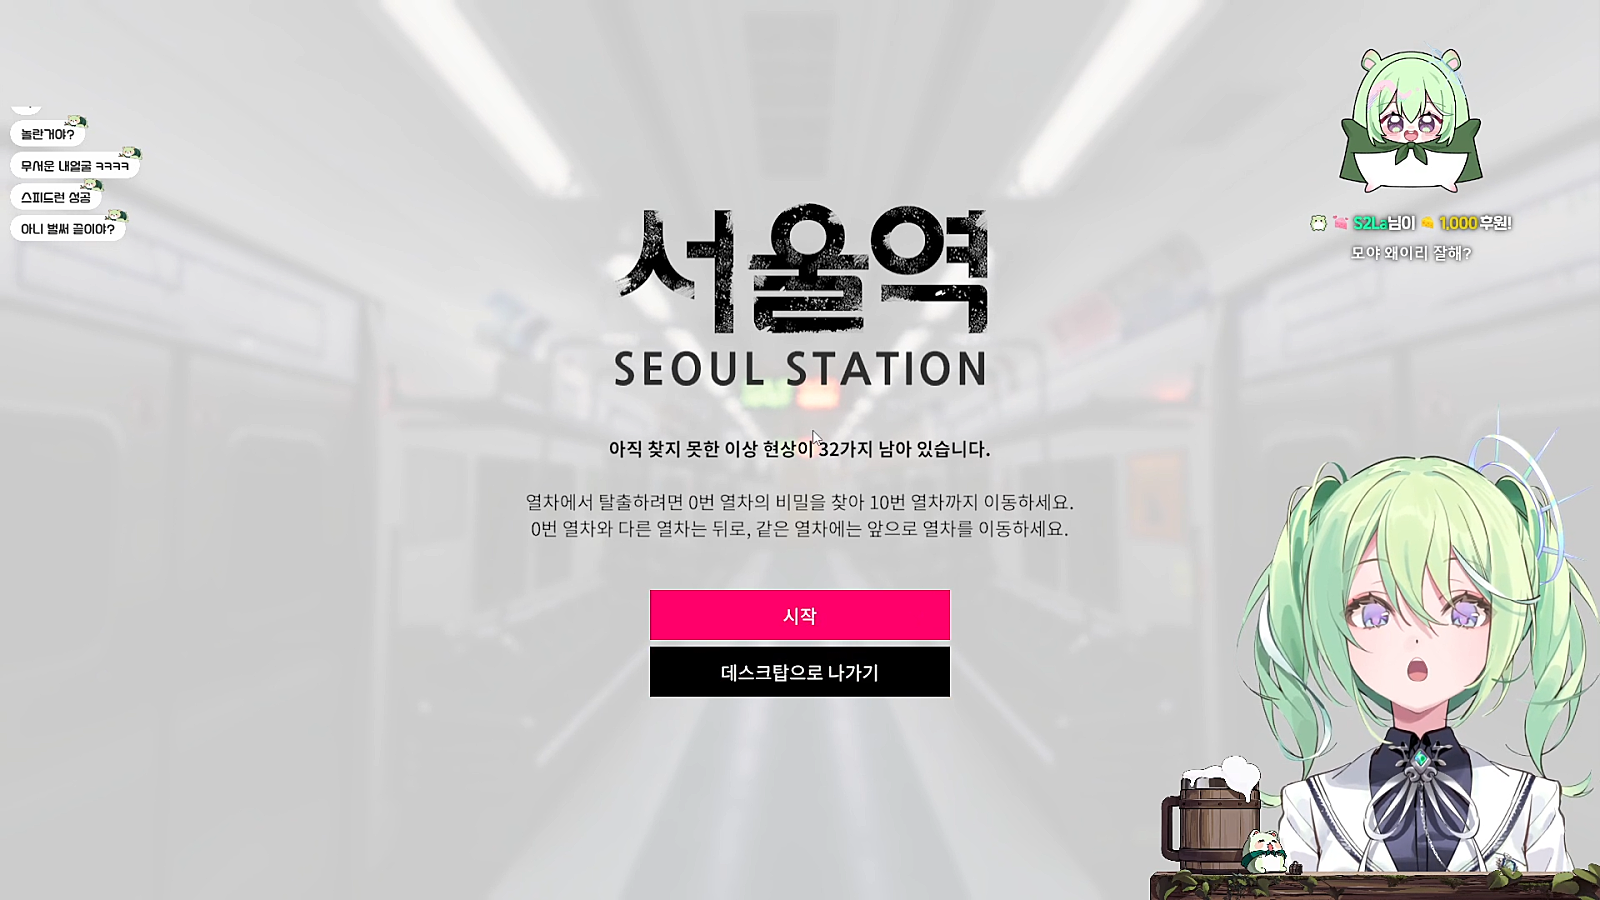 놀란거야?
무서운 내얼굴 ㅋㅋㅋㅋ
스피드런 성공
아니 벌써 끝이야?
S2La님이 1,000후원!
모야 왜이리 잘해?
서울역
SEOUL STATION
아직 찾지 못한 이상 현상이 32가지 남아 있습니다.
열차에서 탈출하려면 0번 열차의 비밀을 찾아 10번 열차까지 이동하세요.
0번 열차와 다른 열차는 뒤로, 같은 열차에는 앞으로 열차를 이동하세요.
시작
데스크탑으로 나가기